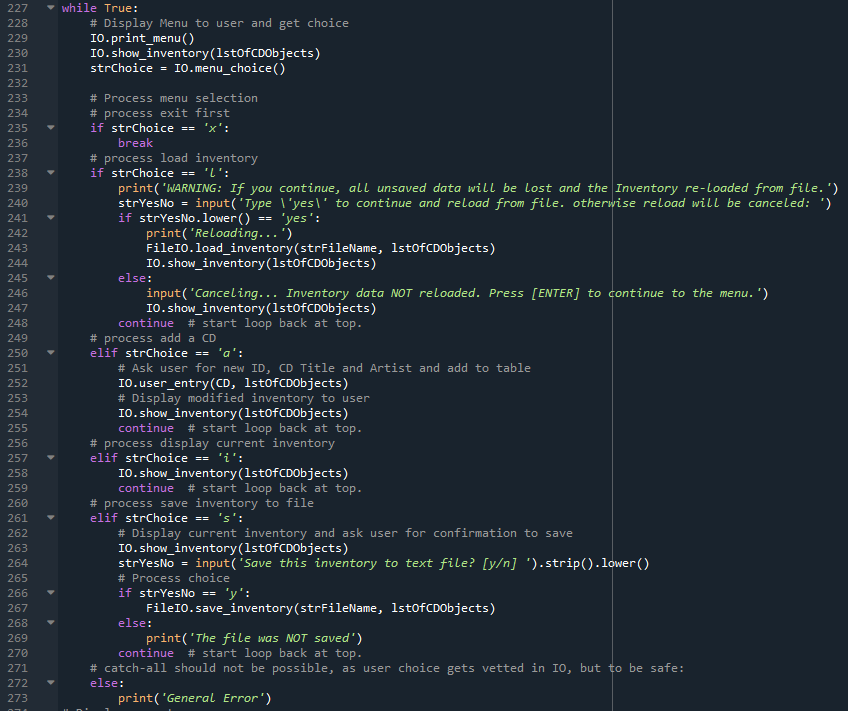 227 while True:
228 # Display Menu to user and get choice
229 IO.print_menu()
230 IO.show_inventory(lstOfCDObjects)
231 strChoice = IO.menu_choice()
232
233 # Process menu selection
234 # process exit first
235 if strChoice == 'x':
236 break
237 # process load inventory
238 if strChoice == 'l':
239 print('WARNING: If you continue, all unsaved data will be lost and the Inventory re-loaded from file.')
240 strYesNo = input('Type \'yes\' to continue and reload from file. otherwise reload will be canceled: ')
241 if strYesNo.lower() == 'yes':
242 print('Reloading...')
243 FileIO.load_inventory(strFileName, lstOfCDObjects)
244 IO.show_inventory(lstOfCDObjects)
245 else:
246 input('Canceling... Inventory data NOT reloaded. Press [ENTER] to continue to the menu.')
247 IO.show_inventory(lstOfCDObjects)
248 continue # start loop back at top.
249 # process add a CD
250 elif strChoice == 'a':
251 # Ask user for new ID, CD Title and Artist and add to table
252 IO.user_entry(CD, lstOfCDObjects)
253 # Display modified inventory to user
254 IO.show_inventory(lstOfCDObjects)
255 continue # start loop back at top.
256 # process display current inventory
257 elif strChoice == 'i':
258 IO.show_inventory(lstOfCDObjects)
259 continue # start loop back at top.
260 # process save inventory to file
261 elif strChoice == 's':
262 # Display current inventory and ask user for confirmation to save
263 IO.show_inventory(lstOfCDObjects)
264 strYesNo = input('Save this inventory to text file? [y/n] ').strip().lower()
265 # Process choice
266 if strYesNo == 'y':
267 FileIO.save_inventory(strFileName, lstOfCDObjects)
268 else:
269 print('The file was NOT saved')
270 continue # start loop back at top.
271 # catch-all should not be possible, as user choice gets vetted in IO, but to be safe:
272 else:
273 print('General Error')